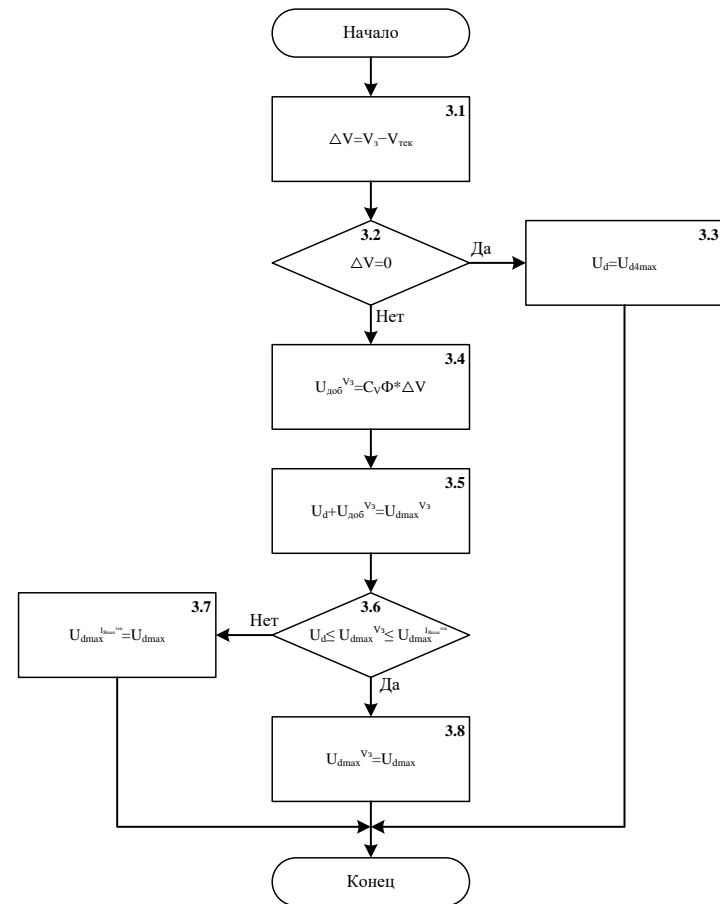 Начало
3.1
△V=Vз−Vтек
3.2
△V=0
Да
3.3
Ud=Ud4max
Нет
3.4
Uдоб^Vз=CVФ*△V
3.5
Ud+Uдоб^Vз=Udmax^Vз
3.7
Нет
3.6
Udmax =Udmax
Ud≤ Udmax^Vз≤ Udmax
Да
3.8
Udmax^Vз=Udmax
Конец